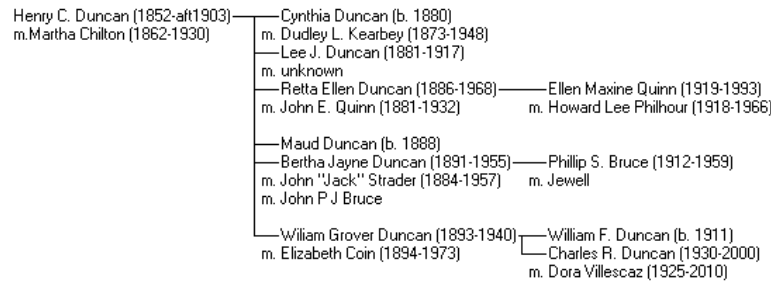 Henry C. Duncan (1852-aft1903)
m.Martha Chilton (1862-1930)
Cynthia Duncan (b. 1880)
m. Dudley L. Kearbey (1873-1948)
Lee J. Duncan (1881-1917)
m. unknown
Retta Ellen Duncan (1886-1968)
m. John E. Quinn (1881-1932)
Ellen Maxine Quinn (1919-1993)
m. Howard Lee Philhour (1918-1966)
Maud Duncan (b. 1888)
Bertha Jayne Duncan (1891-1955)
m. John "Jack" Strader (1884-1957)
m. John P J Bruce
Phillip S. Bruce (1912-1959)
m. Jewell
Wiliam Grover Duncan (1893-1940)
m. Elizabeth Coin (1894-1973)
William F. Duncan (b. 1911)
Charles R. Duncan (1930-2000)
m. Dora Villescaz (1925-2010)